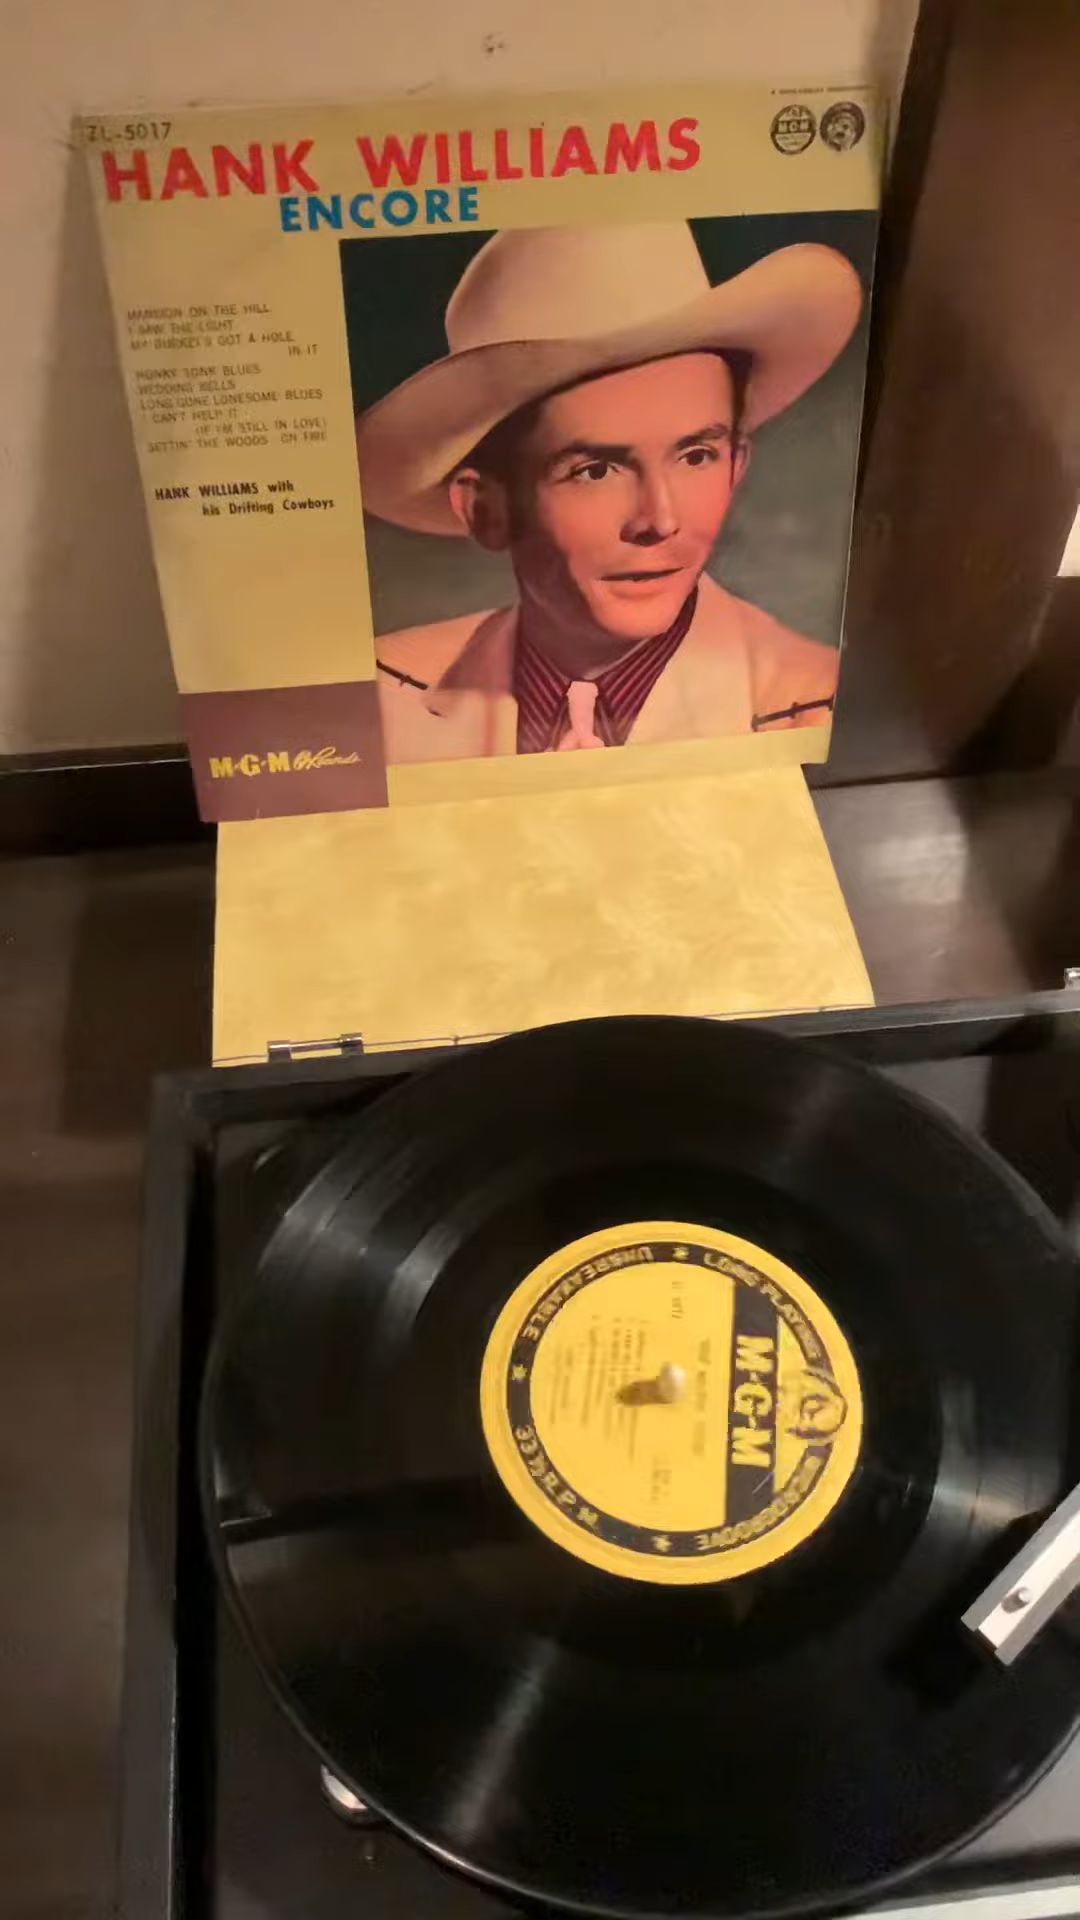 ZL-5017
HANK WILLIAMS
ENCORE
MGM
MANSION ON THE HILL
I SAW THE LIGHT
MY BUCKET'S GOT A HOLE
IN IT
HONKY TONK BLUES
WEDDING BELLS
LONG GONE LONESOME BLUES
I CAN'T HELP IT
(IF I'M STILL IN LOVE)
SETTIN' THE WOODS ON FIRE
HANK WILLIAMS with
his Drifting Cowboys
M-G-M Records
UNBREAKABLE ★ LONG PLAYING
M-G-M
MICROGROOVE ★
33⅓ R.P.M.